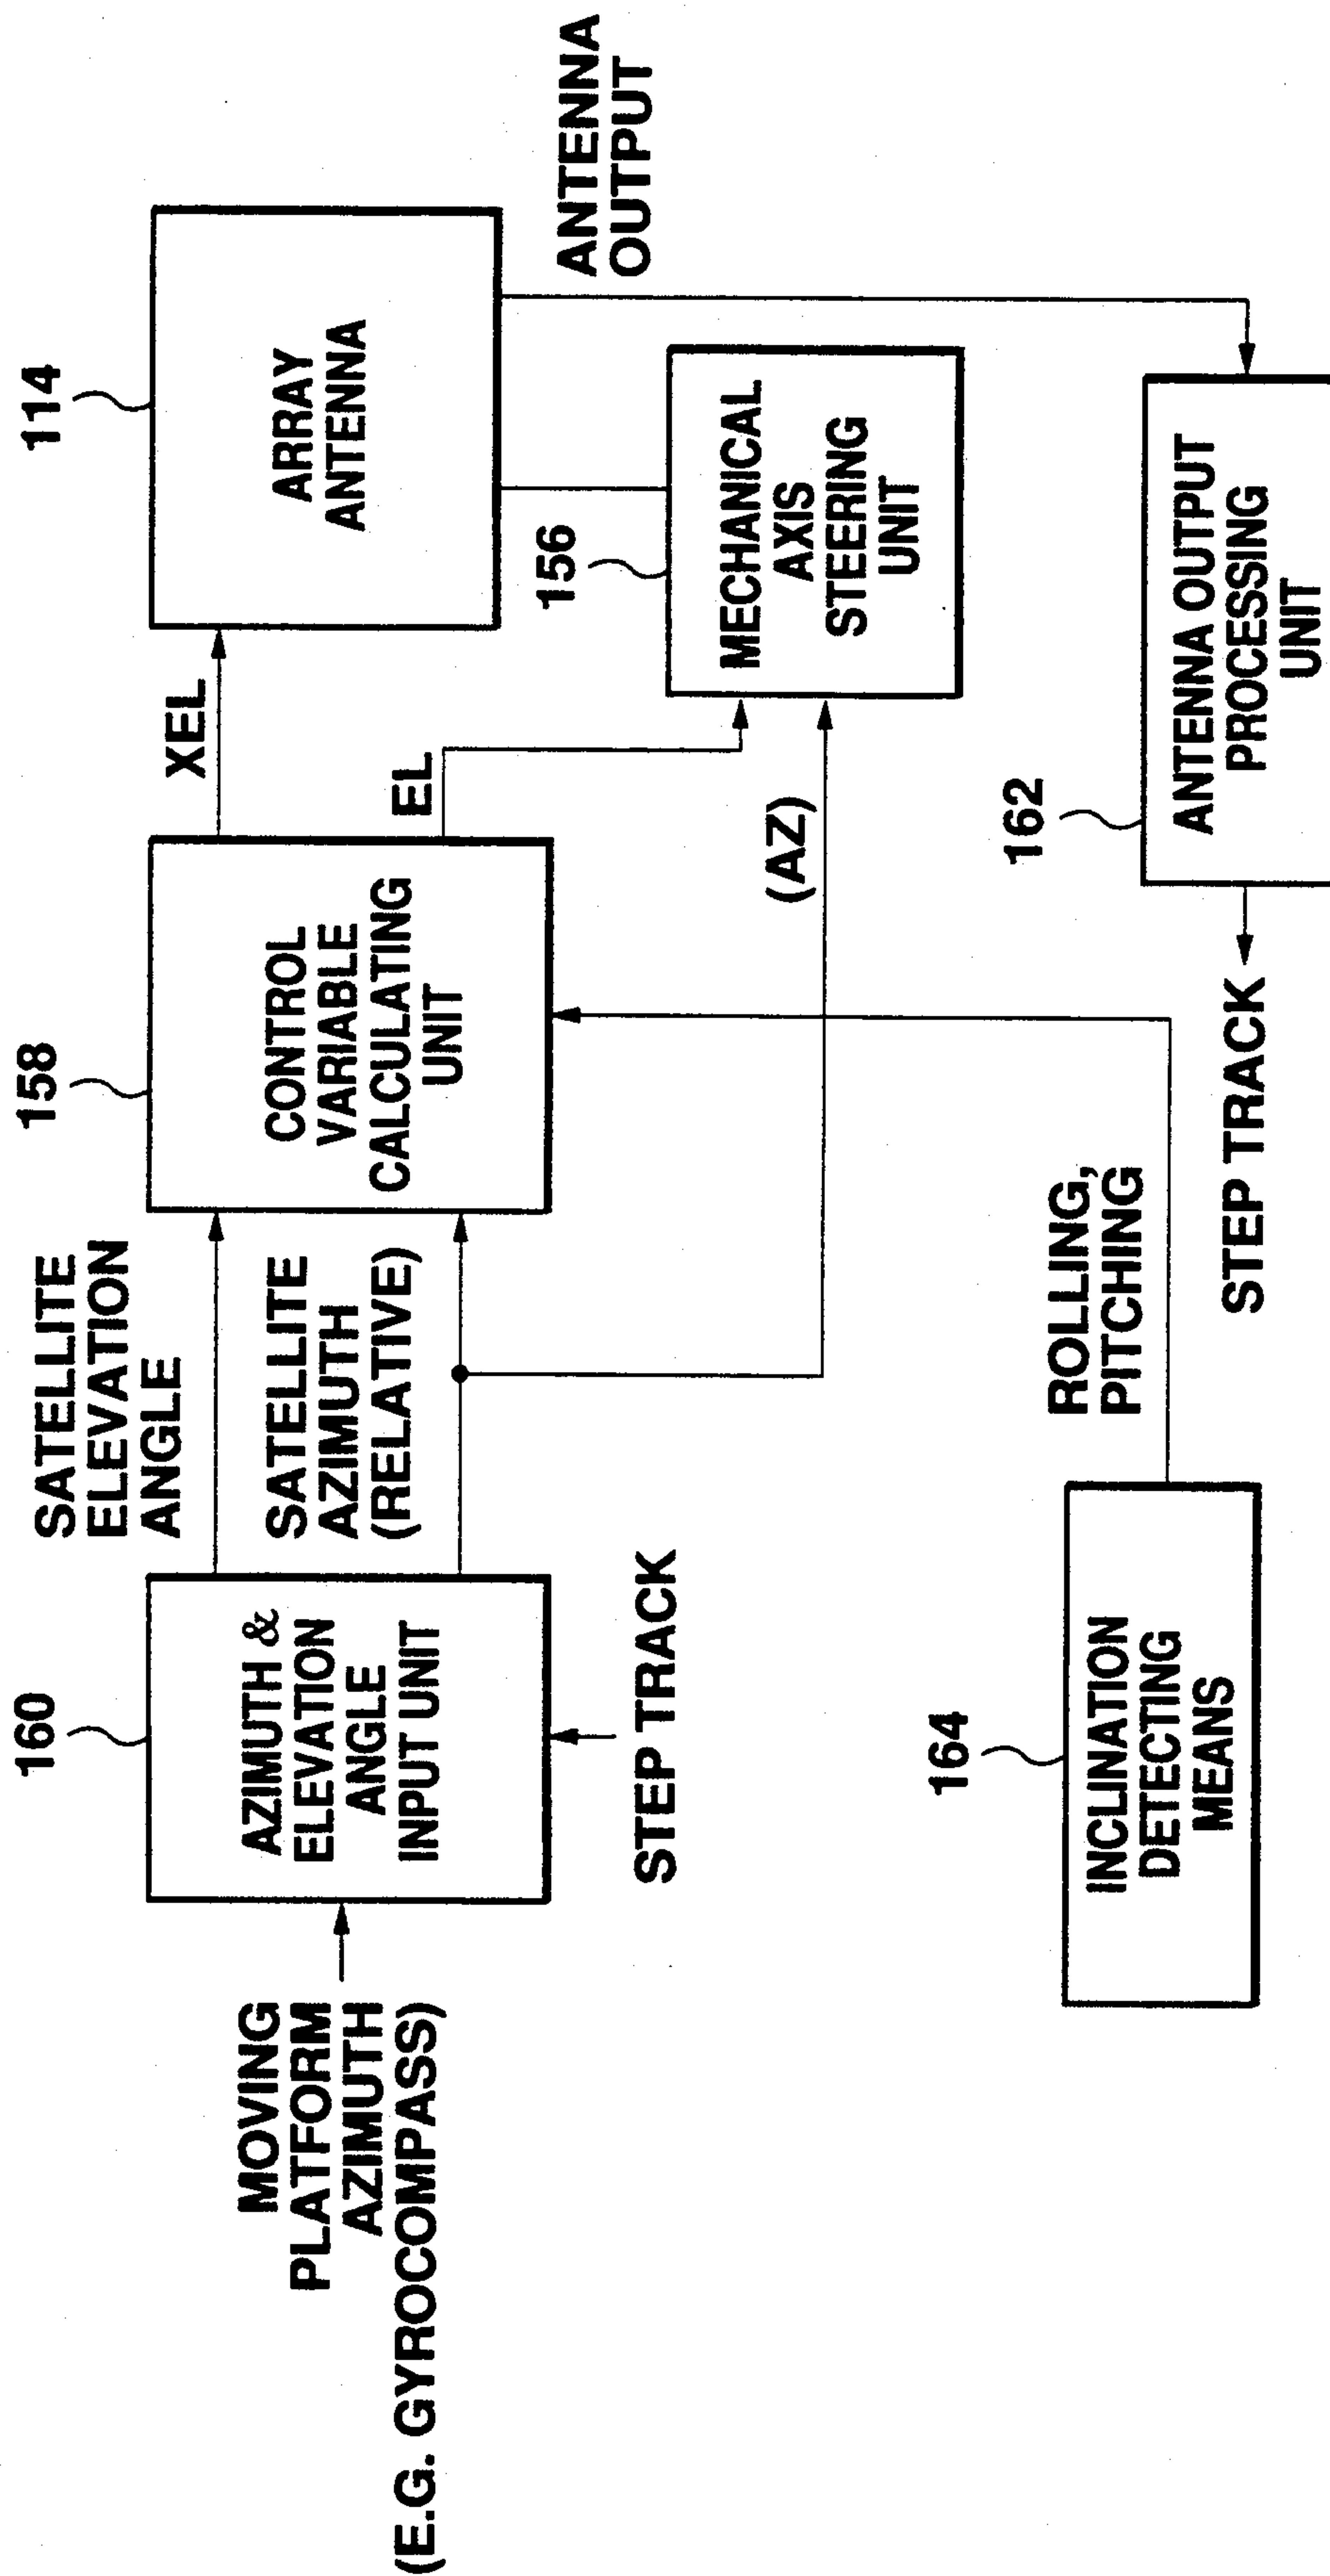 MOVING
PLATFORM
AZIMUTH
(E.G. GYROCOMPASS)
160
AZIMUTH &
ELEVATION
ANGLE
INPUT UNIT
STEP TRACK
SATELLITE
ELEVATION
ANGLE
SATELLITE
AZIMUTH
(RELATIVE)
158
CONTROL
VARIABLE
CALCULATING
UNIT
XEL
EL
(AZ)
114
ARRAY
ANTENNA
ANTENNA
OUTPUT
156
MECHANICAL
AXIS
STEERING
UNIT
164
INCLINATION
DETECTING
MEANS
ROLLING,
PITCHING
STEP TRACK
162
ANTENNA OUTPUT
PROCESSING
UNIT